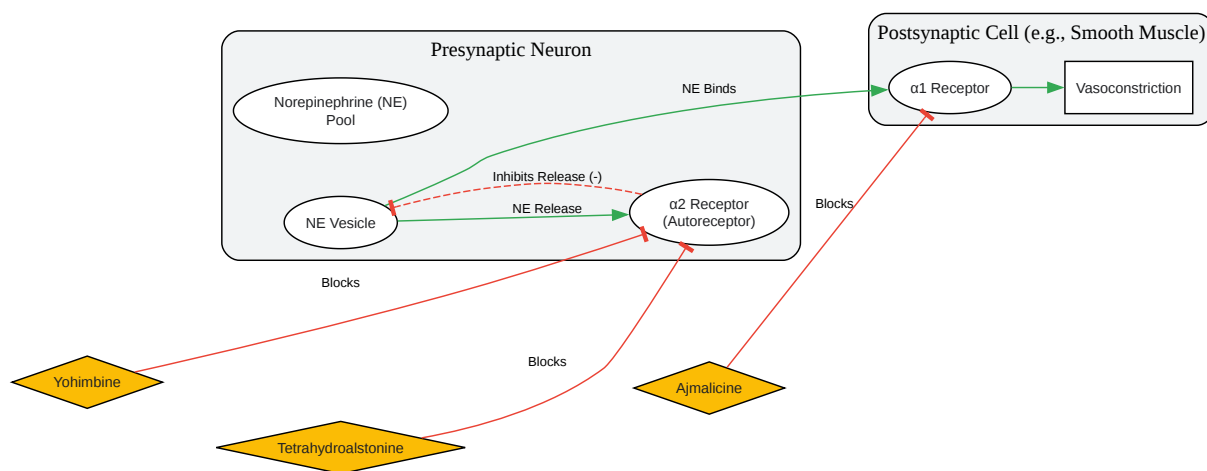 Postsynaptic Cell (e.g., Smooth Muscle)
Presynaptic Neuron
NE Binds
α1 Receptor
Vasoconstriction
Norepinephrine (NE)
Pool
Inhibits Release (-)
NE Release
α2 Receptor
(Autoreceptor)
NE Vesicle
Blocks
Blocks
Blocks
Yohimbine
Ajmalicine
Tetrahydroalstonine